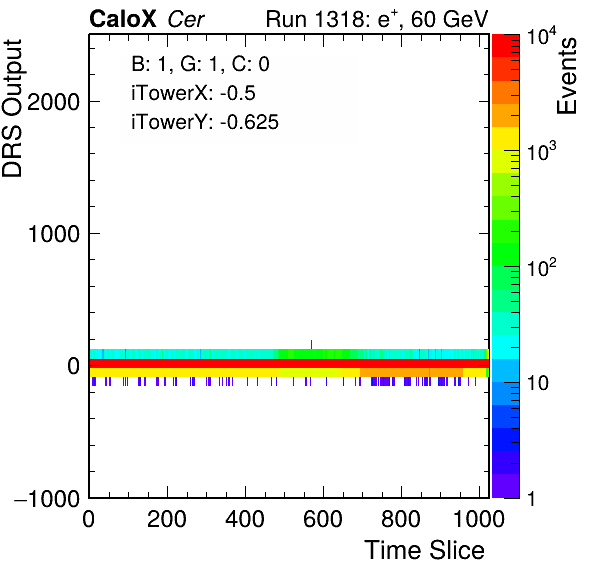 CaloX Cer Run 1318: e⁺, 60 GeV
B: 1, G: 1, C: 0
iTowerX: -0.5
iTowerY: -0.625
DRS Output
2000
1000
0
−1000
0 200 400 600 800 1000
Time Slice
Events
10⁴
10³
10²
10
1